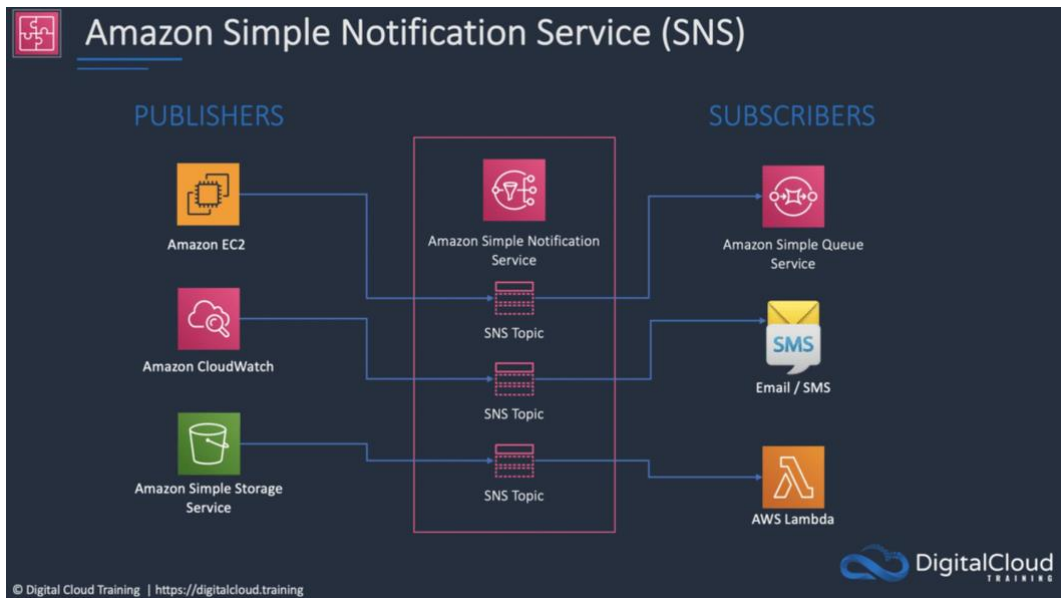 Amazon Simple Notification Service (SNS)
PUBLISHERS
SUBSCRIBERS
Amazon EC2
Amazon Simple Notification
Service
Amazon Simple Queue
Service
SNS Topic
Amazon CloudWatch
SMS
Email / SMS
SNS Topic
Amazon Simple Storage
Service
SNS Topic
AWS Lambda
DigitalCloud
TRAINING
© Digital Cloud Training | https://digitalcloud.training